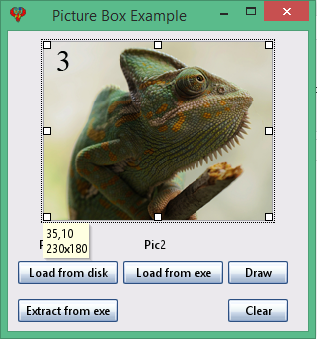 Picture Box Example
3
35,10
230x180
Pic2
Load from disk
Load from exe
Draw
Extract from exe
Clear